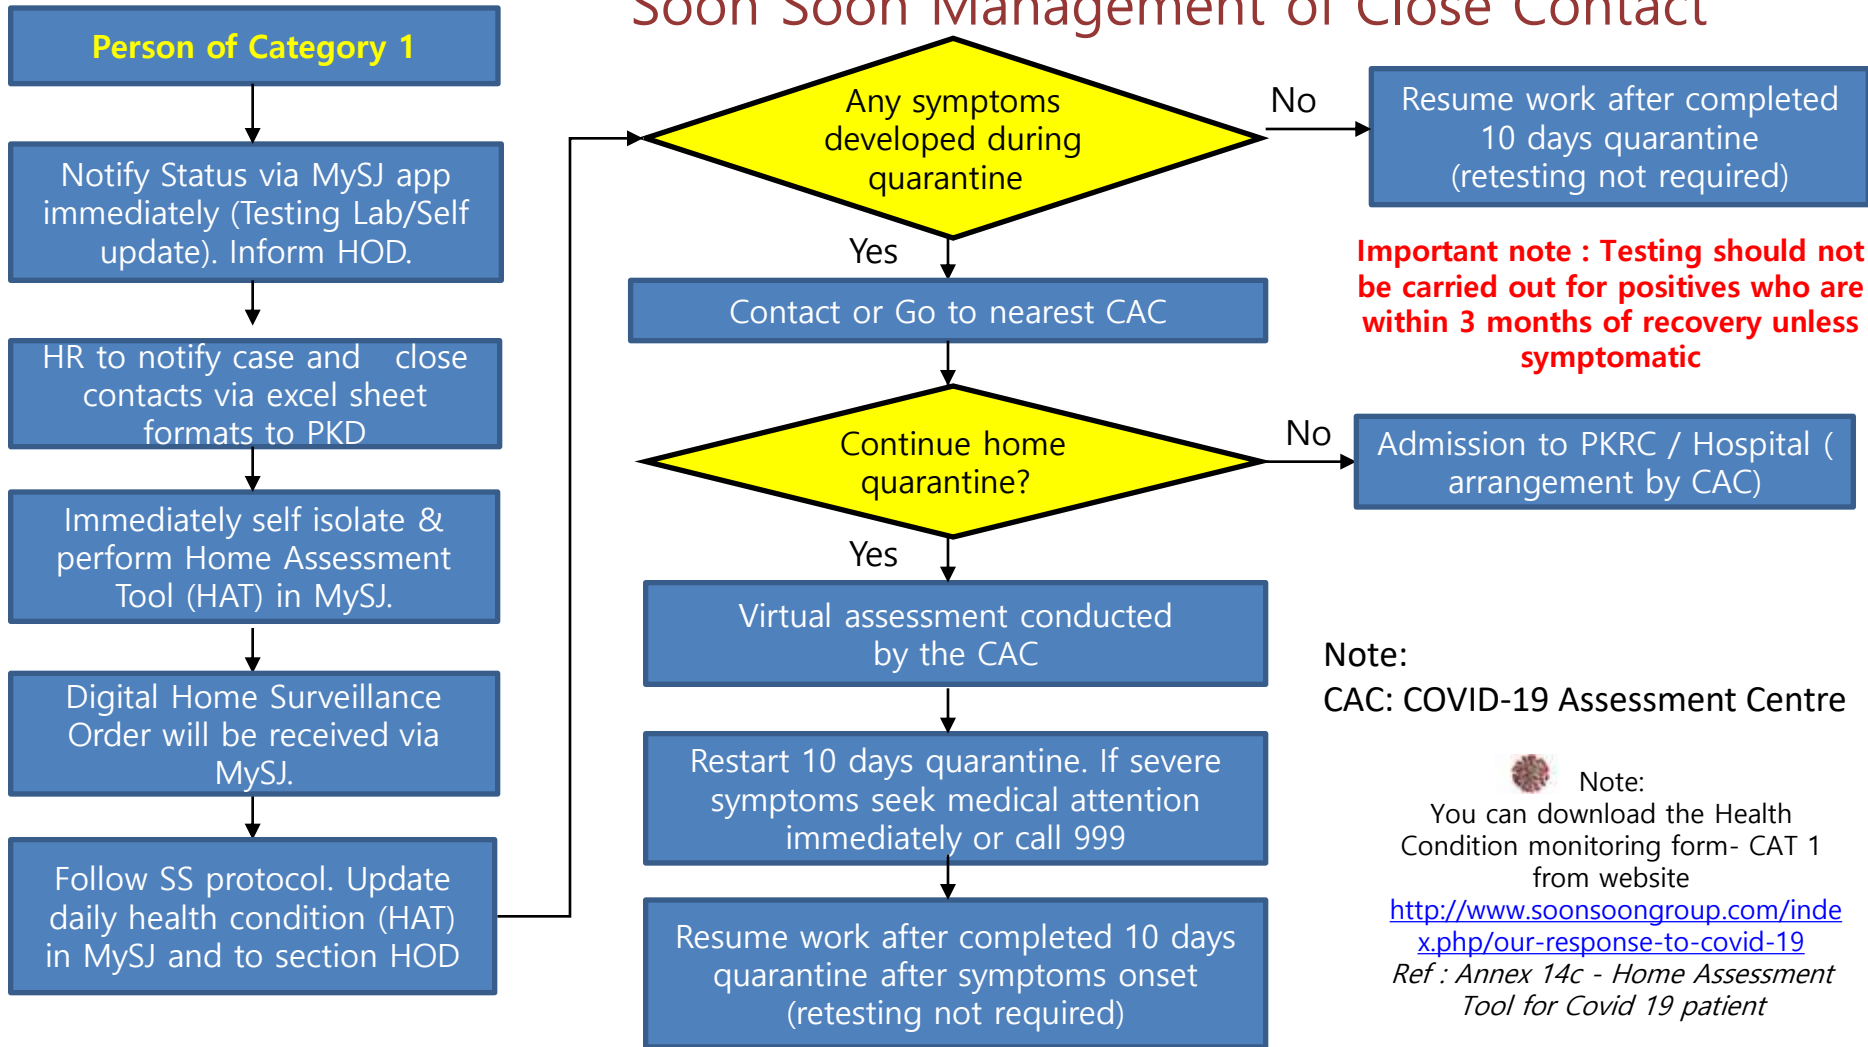 Soon Soon Management of Close Contact
Person of Category 1
Notify Status via MySJ app
immediately (Testing Lab/Self
update). Inform HOD.
HR to notify case and close
contacts via excel sheet
formats to PKD
Immediately self isolate &
perform Home Assessment
Tool (HAT) in MySJ.
Digital Home Surveillance
Order will be received via
MySJ.
Follow SS protocol. Update
daily health condition (HAT)
in MySJ and to section HOD
Any symptoms
developed during
quarantine
No
Resume work after completed
10 days quarantine
(retesting not required)
Important note : Testing should not
be carried out for positives who are
within 3 months of recovery unless
symptomatic
Yes
Contact or Go to nearest CAC
Continue home
quarantine?
No
Admission to PKRC / Hospital (
arrangement by CAC)
Yes
Virtual assessment conducted
by the CAC
Restart 10 days quarantine. If severe
symptoms seek medical attention
immediately or call 999
Resume work after completed 10 days
quarantine after symptoms onset
(retesting not required)
Note:
CAC: COVID-19 Assessment Centre
Note:
You can download the Health
Condition monitoring form- CAT 1
from website
http://www.soonsoongroup.com/inde
x.php/our-response-to-covid-19
Ref : Annex 14c - Home Assessment
Tool for Covid 19 patient